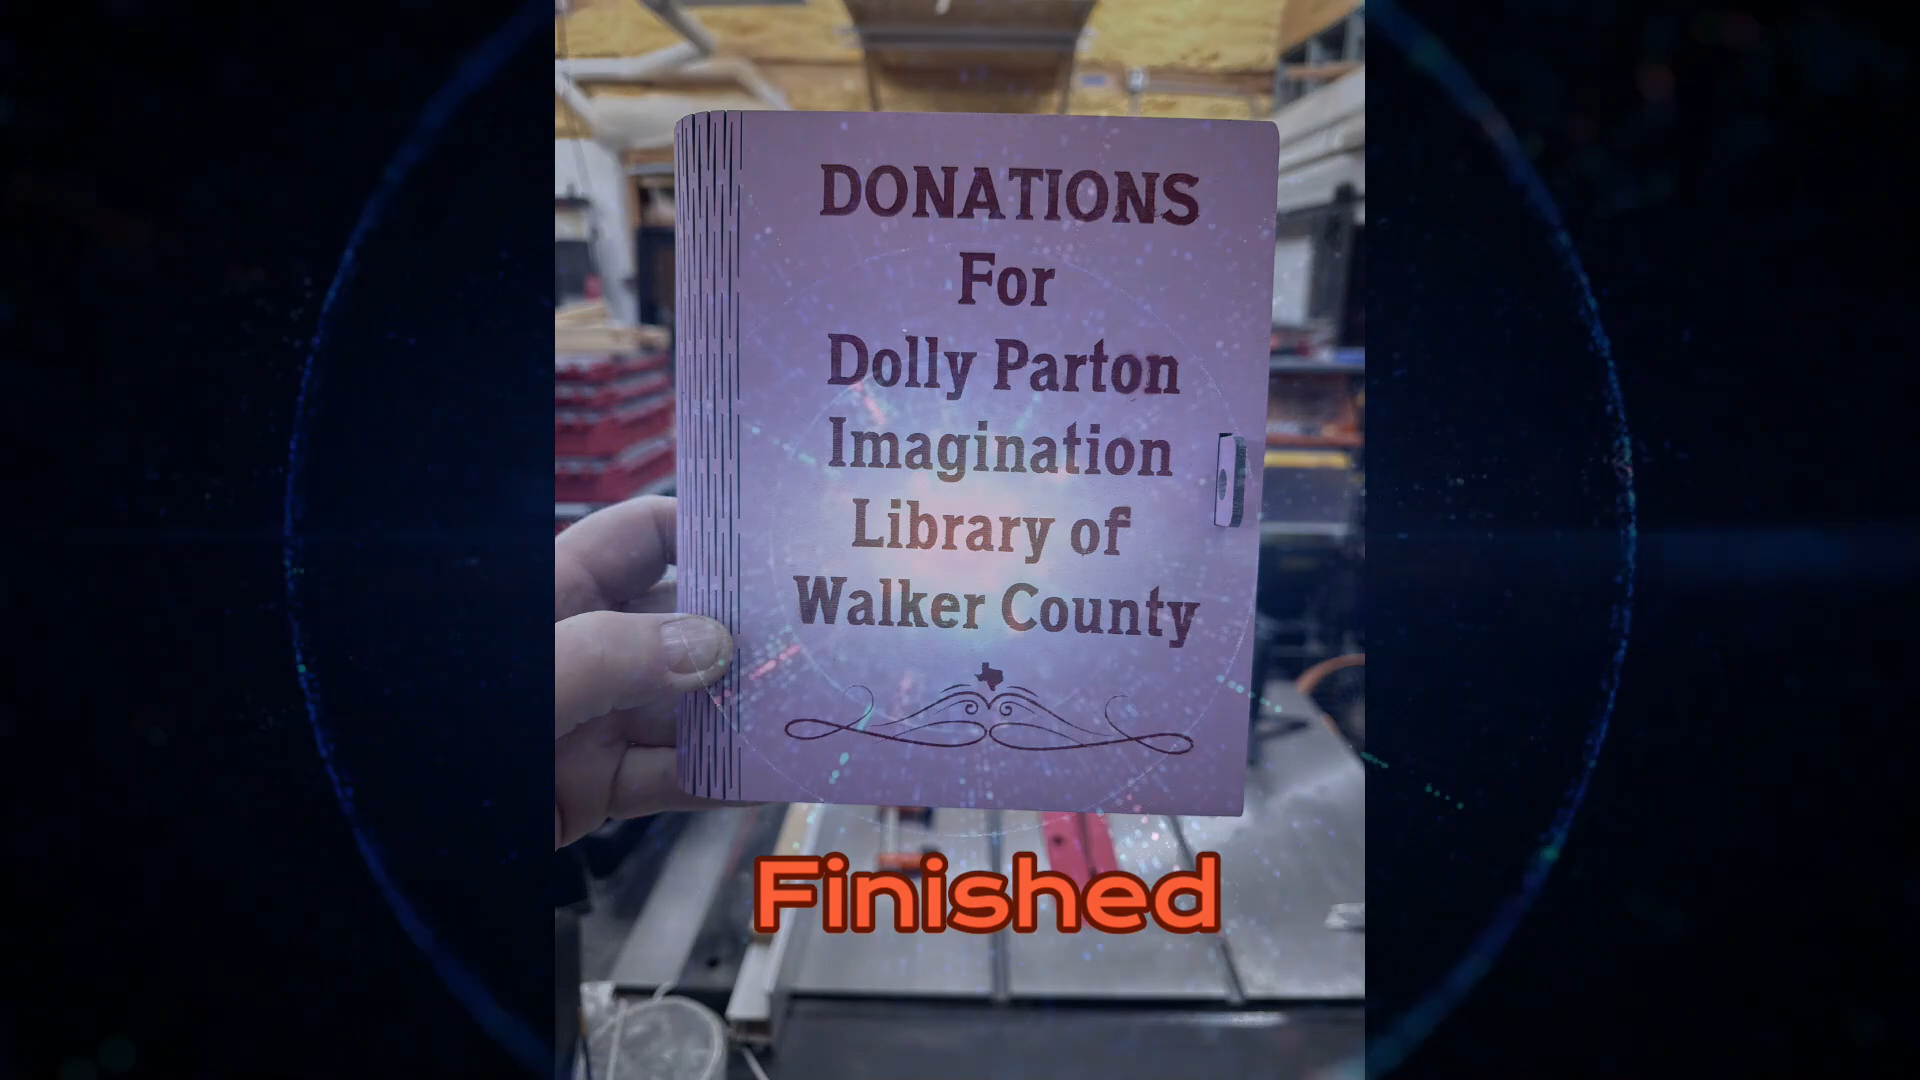 DONATIONS
For
Dolly Parton
Imagination
Library of
Walker County
Finished